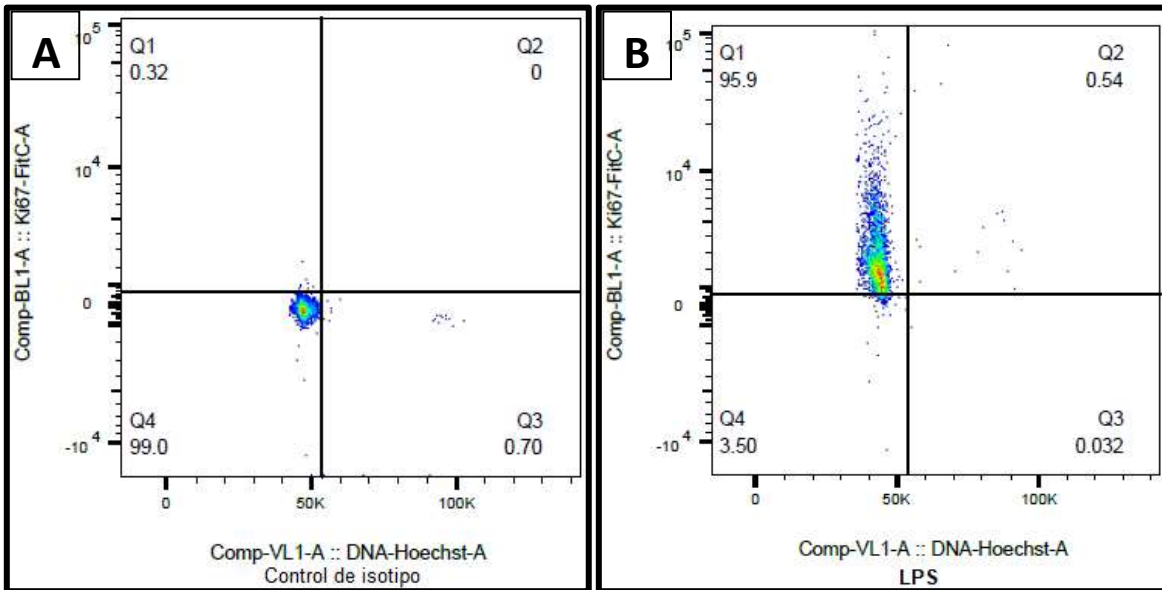 A
Q1
0.32
Q2
0
Q4
99.0
Q3
0.70
10^5
10^4
0
-10^4
0
50K
100K
Comp-BL1-A :: Ki67-FitC-A
Comp-VL1-A :: DNA-Hoechst-A
Control de isotipo
B
Q1
95.9
Q2
0.54
Q4
3.50
Q3
0.032
10^5
10^4
0
-10^4
0
50K
100K
Comp-BL1-A :: Ki67-FitC-A
Comp-VL1-A :: DNA-Hoechst-A
LPS